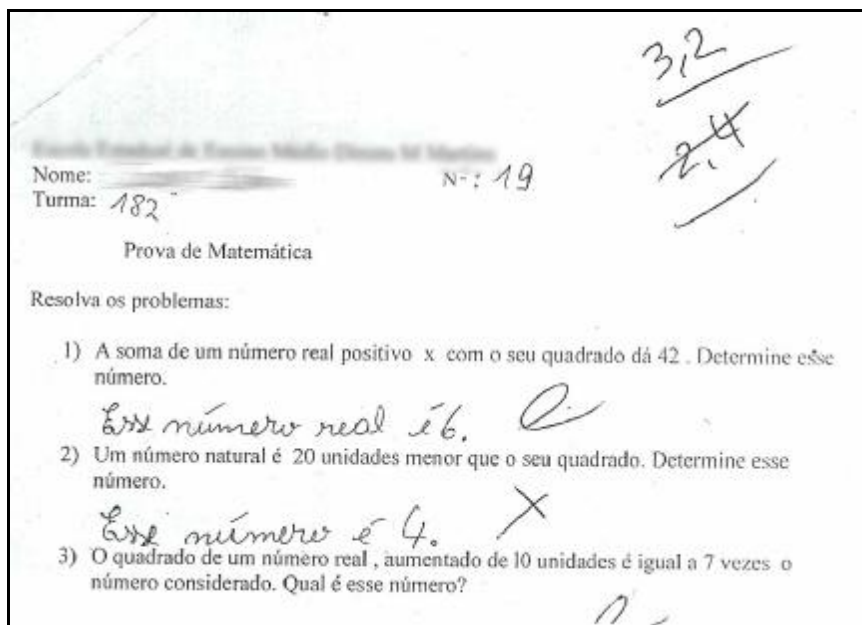 3,2
2,4
Nome:
Nº: 19
Turma: 182
Prova de Matemática
Resolva os problemas:
1) A soma de um número real positivo x com o seu quadrado dá 42 . Determine esse
número.
Esse número real é 6.
2) Um número natural é 20 unidades menor que o seu quadrado. Determine esse
número.
Esse número é 4.
3) O quadrado de um número real , aumentado de 10 unidades é igual a 7 vezes o
número considerado. Qual é esse número?